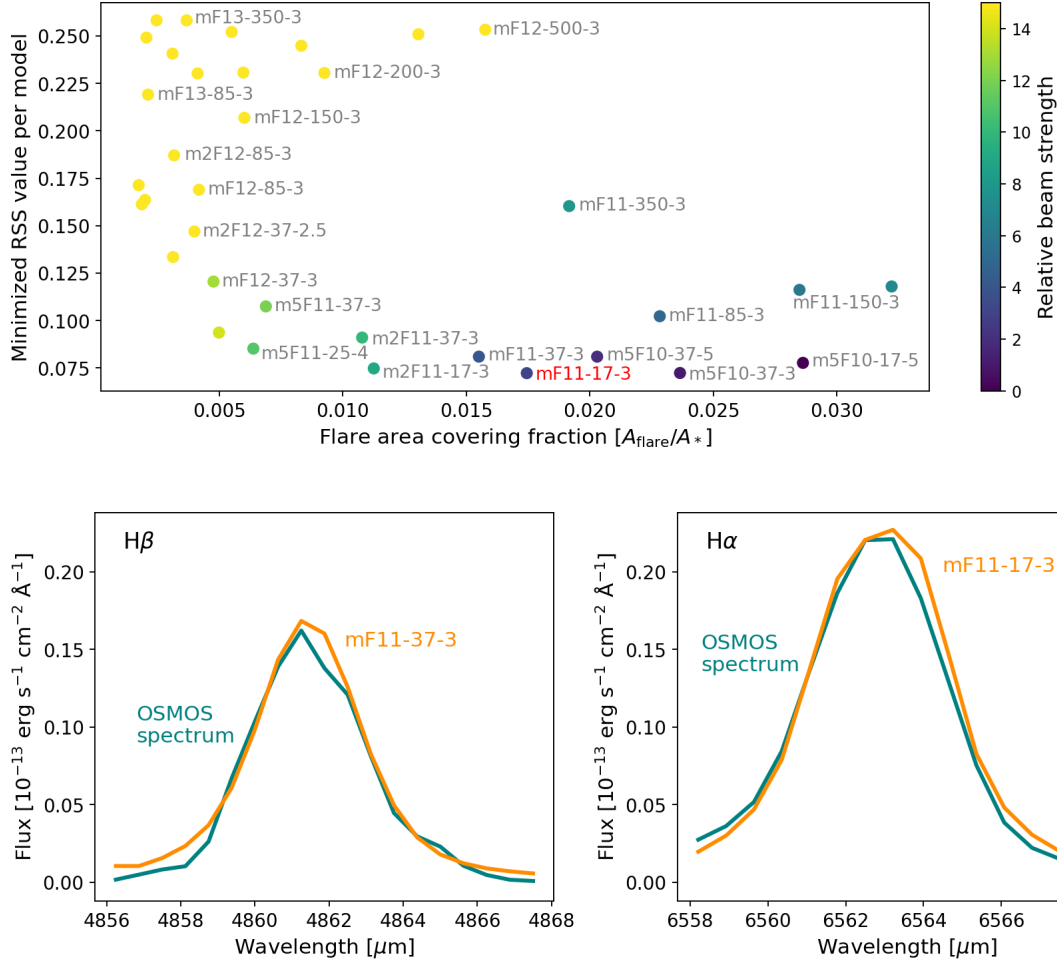 mF13-350-3
mF12-500-3
mF12-200-3
mF13-85-3
mF12-150-3
m2F12-85-3
mF12-85-3
mF11-350-3
m2F12-37-2.5
mF12-37-3
m5F11-37-3
mF11-150-3
mF11-85-3
m2F11-37-3
m5F11-25-4
mF11-37-3
m5F10-37-5
m5F10-17-5
m2F11-17-3
mF11-17-3
m5F10-37-3
0.250
0.225
0.200
0.175
0.150
0.125
0.100
0.075
Minimized RSS value per model
0.005 0.010 0.015 0.020 0.025 0.030
Flare area covering fraction [$A_{\rm flare}/A_*$]
14
12
10
8
6
4
2
0
Relative beam strength
Hβ
mF11-37-3
OSMOS
spectrum
0.20
0.15
0.10
0.05
0.00
Flux [10⁻¹³ erg s⁻¹ cm⁻² Å⁻¹]
4856 4858 4860 4862 4864 4866 4868
Wavelength [μm]
Hα
mF11-17-3
OSMOS
spectrum
0.20
0.15
0.10
0.05
0.00
Flux [10⁻¹³ erg s⁻¹ cm⁻² Å⁻¹]
6558 6560 6562 6564 6566
Wavelength [μm]